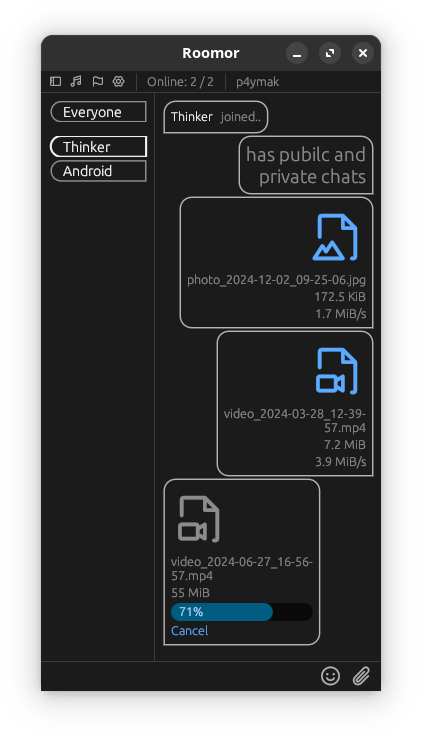 Roomor
Online: 2 / 2
p4ymak
Everyone
Thinker
Android
Thinker joined..
has pubilc and
private chats
photo_2024-12-02_09-25-06.jpg
172.5 KiB
1.7 MiB/s
video_2024-03-28_12-39-
57.mp4
7.2 MiB
3.9 MiB/s
video_2024-06-27_16-56-
57.mp4
55 MiB
71%
Cancel